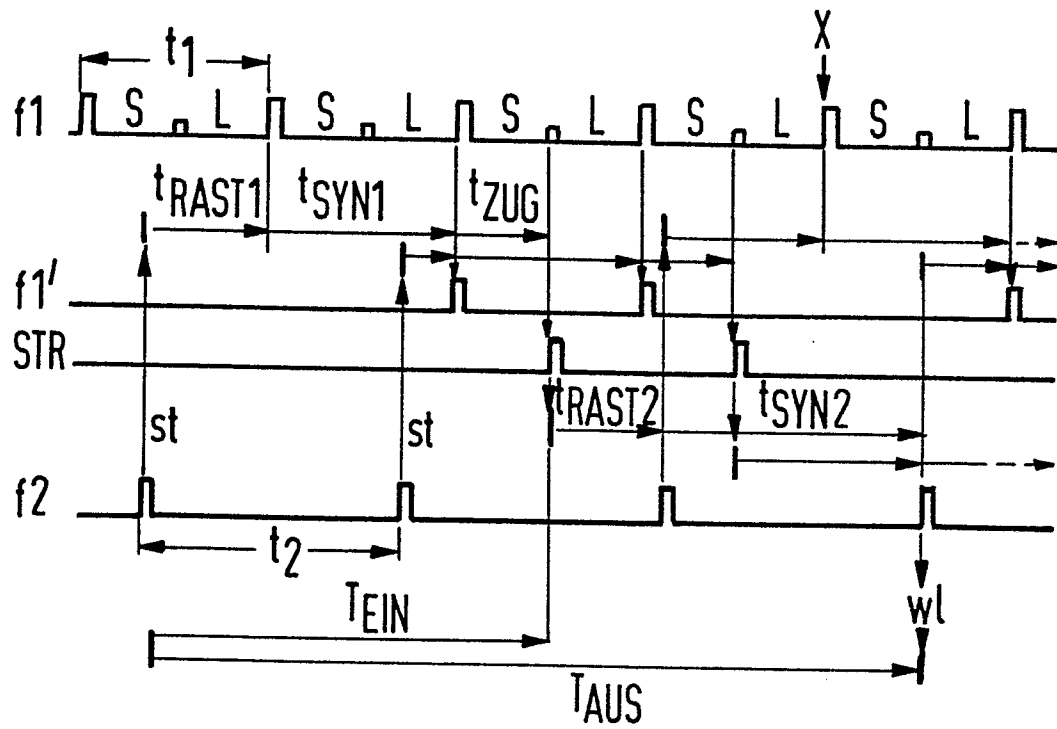 X
t1
f1 S L S L S L S L S L
tRAST1 tSYN1 tZUG
f1'
STR
tRAST2 tSYN2
st st
f2
t2
TEIN
wl
TAUS